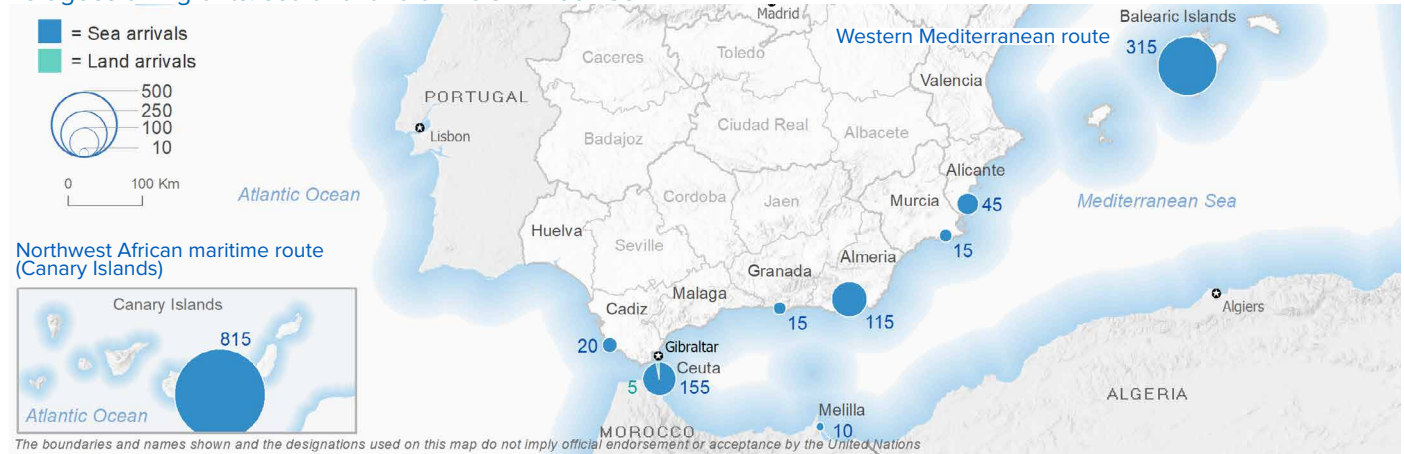 Madrid
Balearic Islands
= Sea arrivals
Western Mediterranean route
315
= Land arrivals
Caceres
Toledo
Valencia
500
250
100
10
PORTUGAL
Lisbon
Badajoz
Ciudad Real
Albacete
0
100 Km
Atlantic Ocean
Alicante
Cordoba
Jaen
Murcia
45
Mediterranean Sea
Huelva
Seville
15
Northwest African maritime route
(Canary Islands)
Almeria
Granada
Malaga
Canary Islands
Cadiz
115
15
Algiers
815
20
Gibraltar
Ceuta
5
155
ALGERIA
Atlantic Ocean
Melilla
10
MOROCCO
The boundaries and names shown and the designations used on this map do not imply official endorsement or acceptance by the United Nations